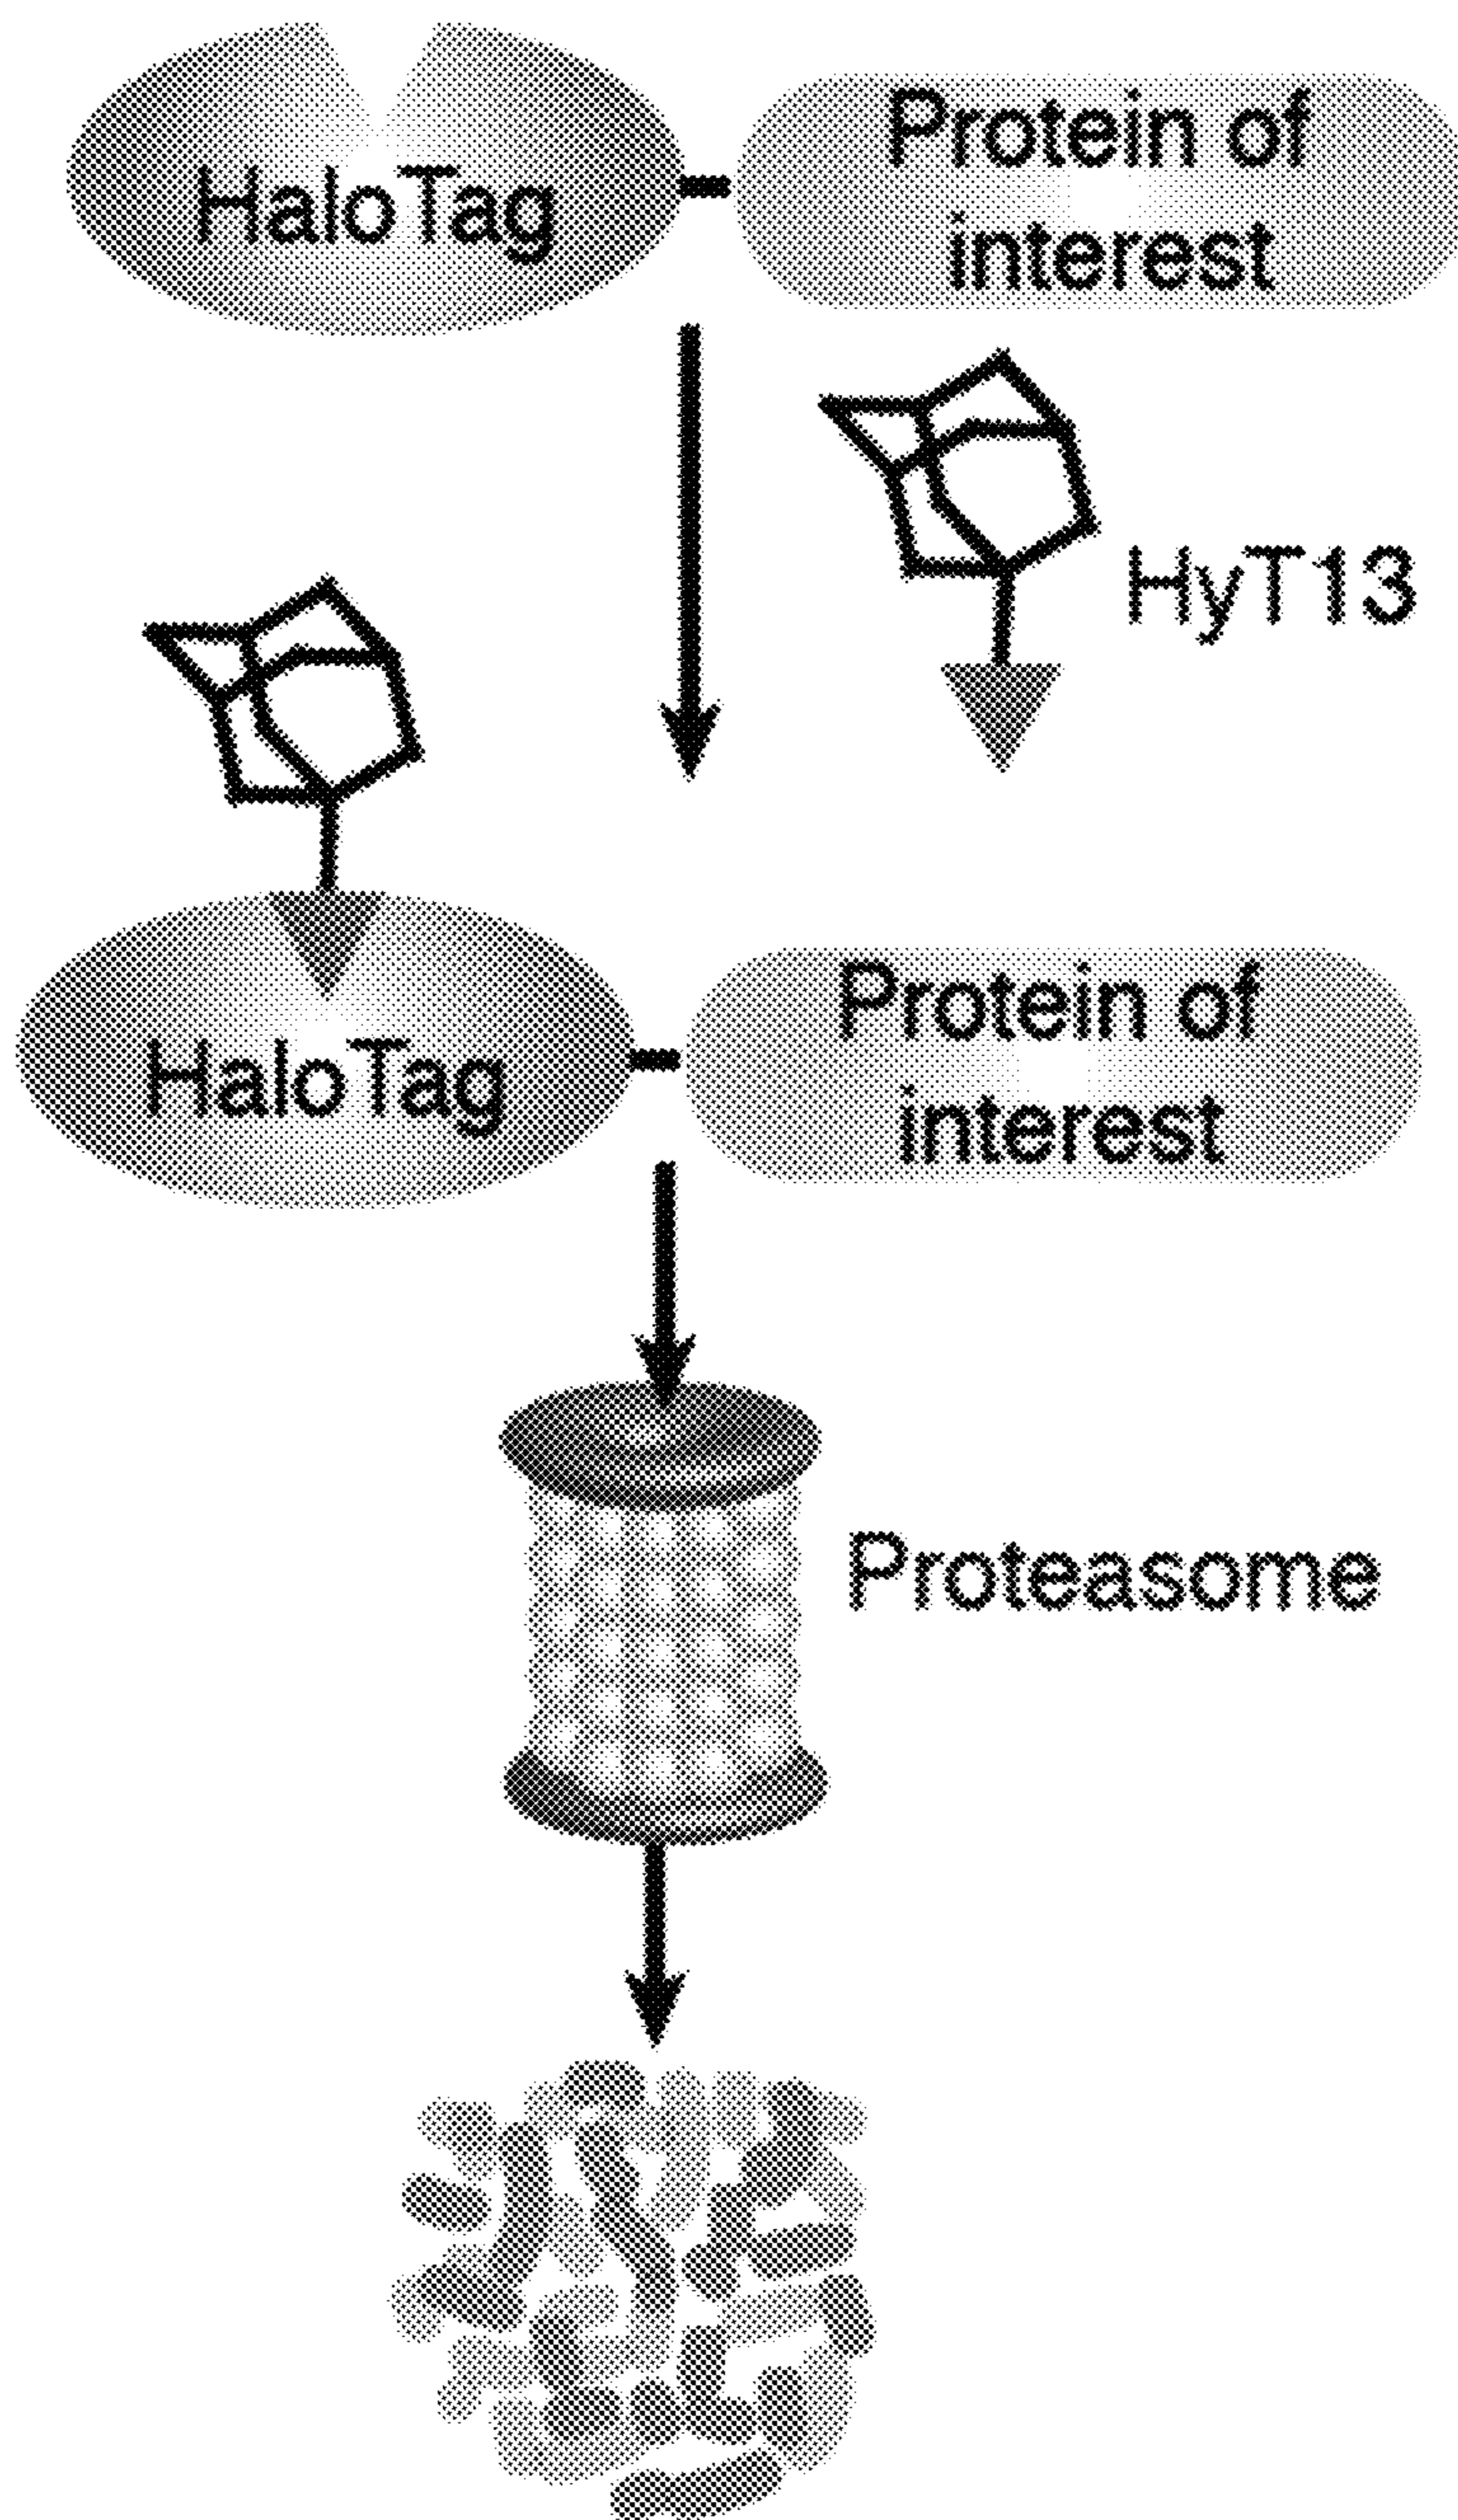 HaloTag
Protein of
interest
HyT13
HaloTag
Protein of
interest
Proteasome